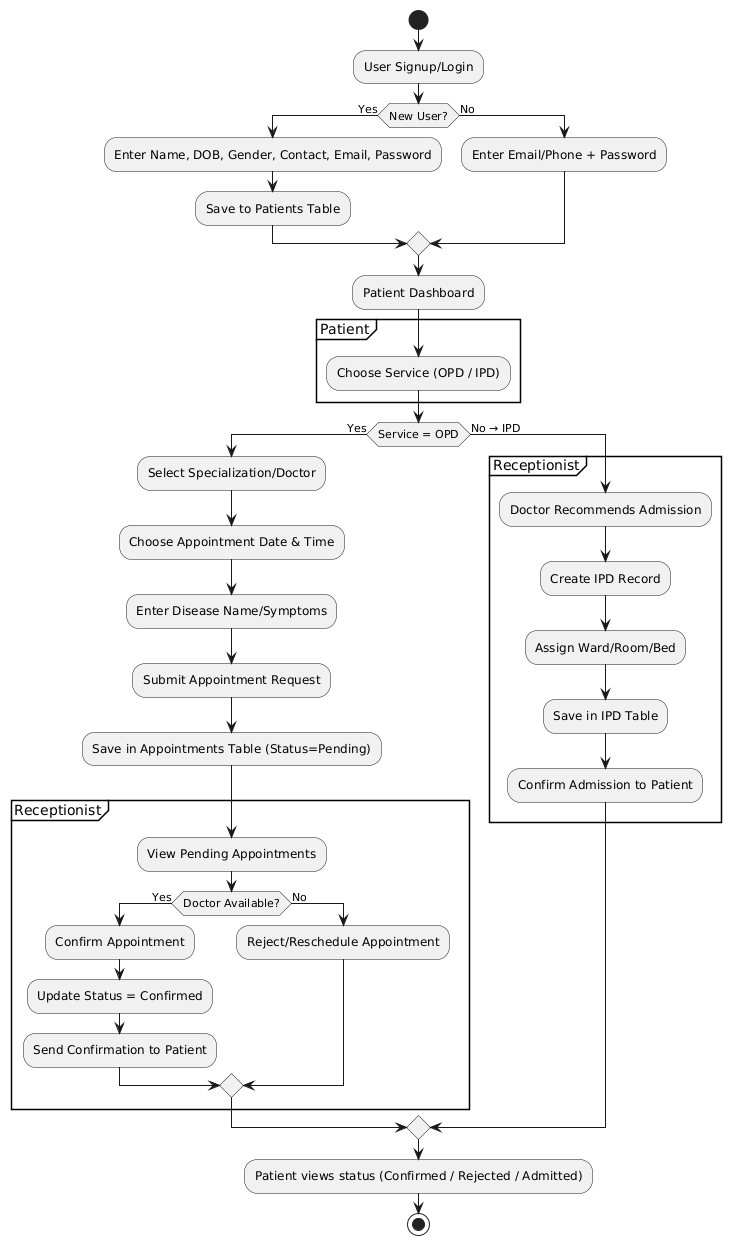 User Signup/Login
Yes
New User?
No
Enter Name, DOB, Gender, Contact, Email, Password
Enter Email/Phone + Password
Save to Patients Table
Patient Dashboard
Patient
Choose Service (OPD / IPD)
Yes
Service = OPD
No → IPD
Select Specialization/Doctor
Choose Appointment Date & Time
Enter Disease Name/Symptoms
Submit Appointment Request
Save in Appointments Table (Status=Pending)
Receptionist
View Pending Appointments
Yes
Doctor Available?
No
Confirm Appointment
Reject/Reschedule Appointment
Update Status = Confirmed
Send Confirmation to Patient
Receptionist
Doctor Recommends Admission
Create IPD Record
Assign Ward/Room/Bed
Save in IPD Table
Confirm Admission to Patient
Patient views status (Confirmed / Rejected / Admitted)